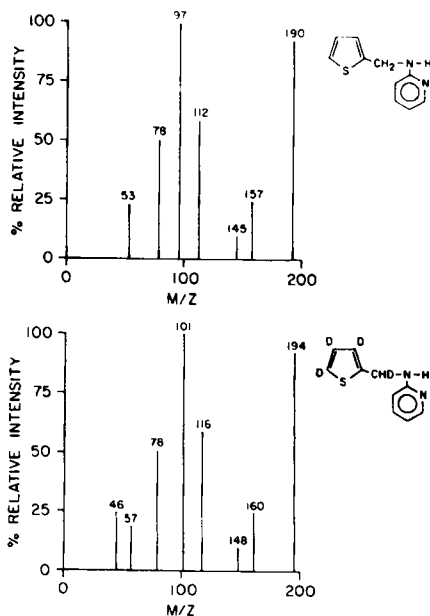 % RELATIVE INTENSITY
100
75
50
25
0
53
78
97
112
145
157
190
0
100
200
M/Z
S
CH₂-N-H
N
% RELATIVE INTENSITY
100
75
50
25
0
46
57
78
101
116
148
160
194
0
100
200
M/Z
D
D
D
S
CHD-N-H
N